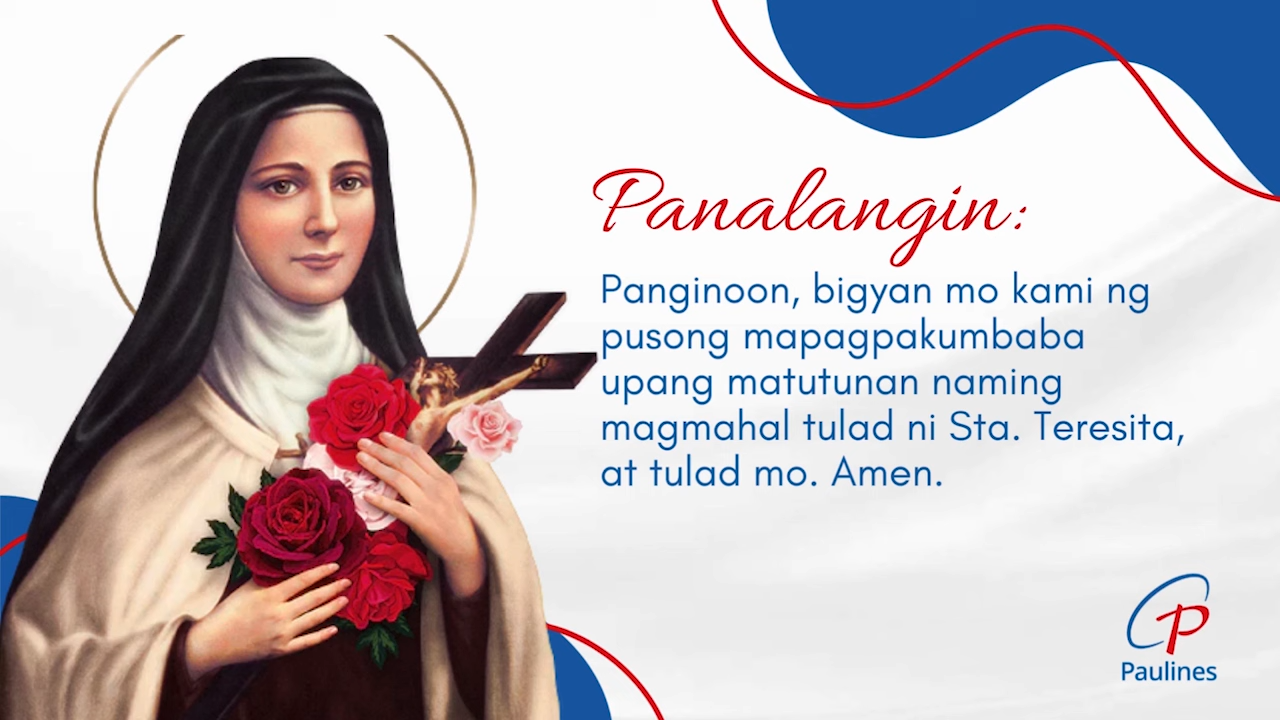 Panalangin:
Panginoon, bigyan mo kami ng
pusong mapagpakumbaba
upang matutunan naming
magmahal tulad ni Sta. Teresita,
at tulad mo. Amen.
Paulines